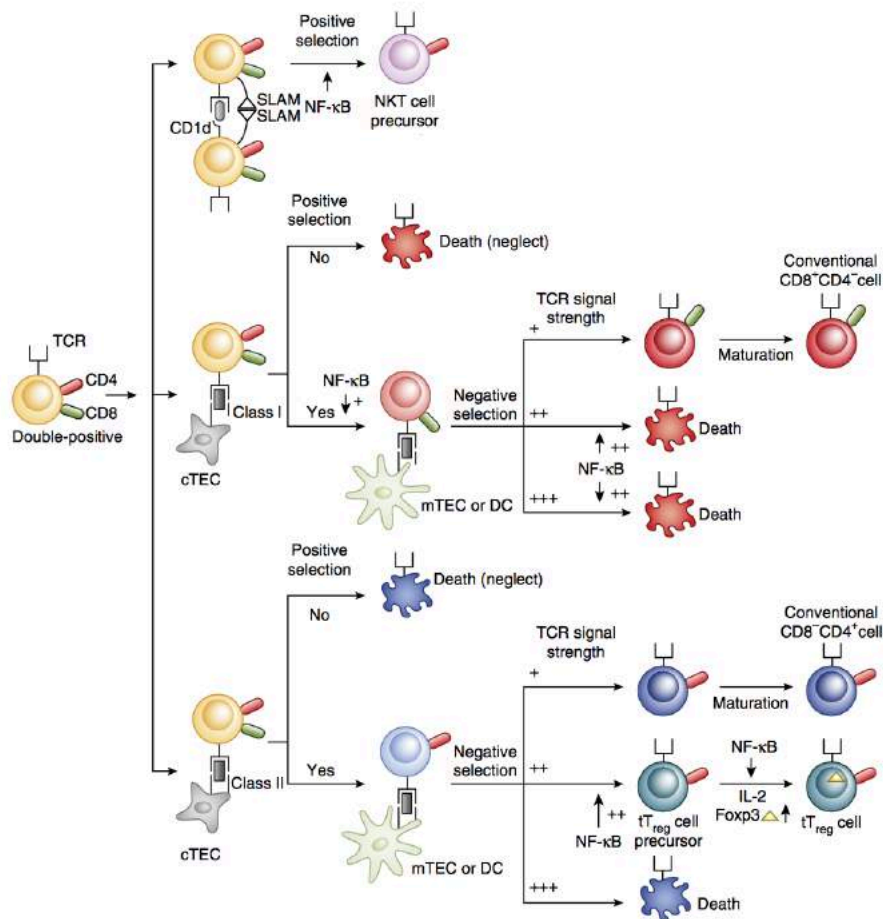 Positive
selection
SLAM
SLAM
NF-κB
CD1d
NKT cell
precursor
Positive
selection
No
Death (neglect)
TCR
CD4
CD8
Double-positive
Class I
cTEC
NF-κB
+
Yes
mTEC or DC
Negative
selection
TCR signal
strength
+
Maturation
Conventional
CD8⁺CD4⁻cell
++
Death
++
NF-κB
++
+++
Death
Positive
selection
No
Death (neglect)
Class II
cTEC
Yes
mTEC or DC
Negative
selection
TCR signal
strength
+
Maturation
Conventional
CD8⁻CD4⁺cell
++
++
NF-κB
tTreg cell
precursor
NF-κB
IL-2
Foxp3
tTreg cell
+++
Death